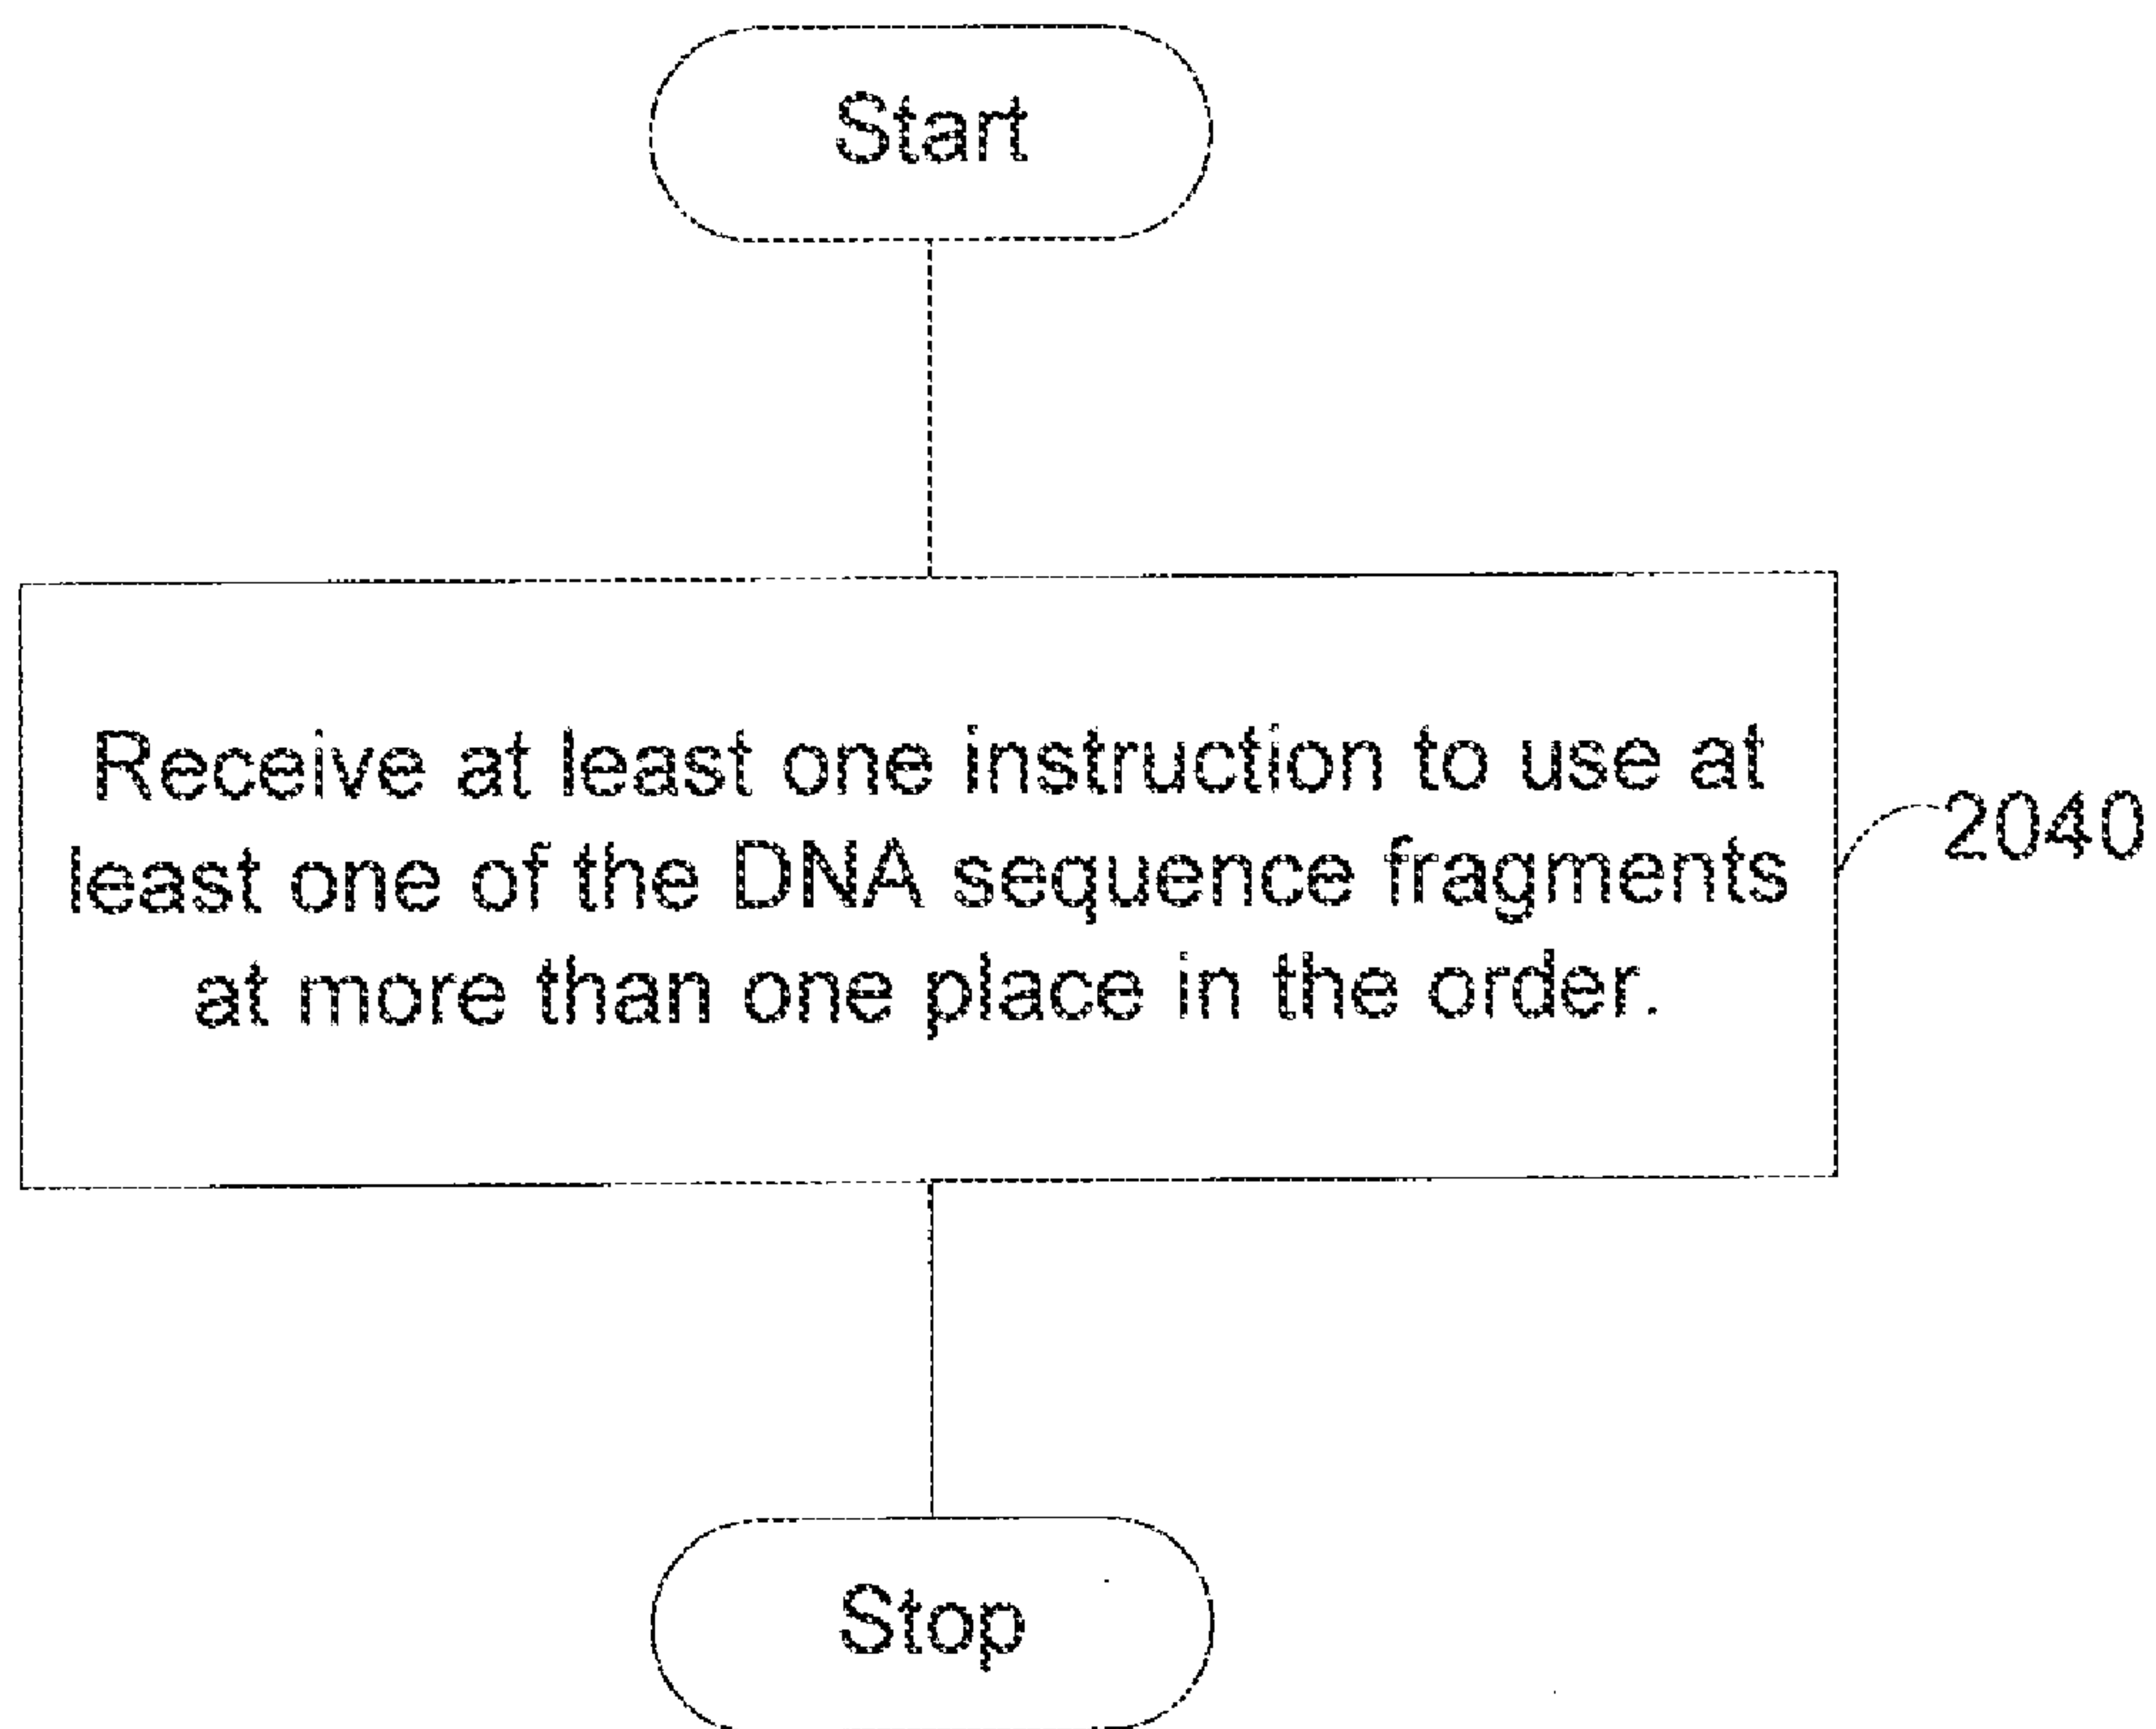 Start
Receive at least one instruction to use at
least one of the DNA sequence fragments
at more than one place in the order.
2040
Stop